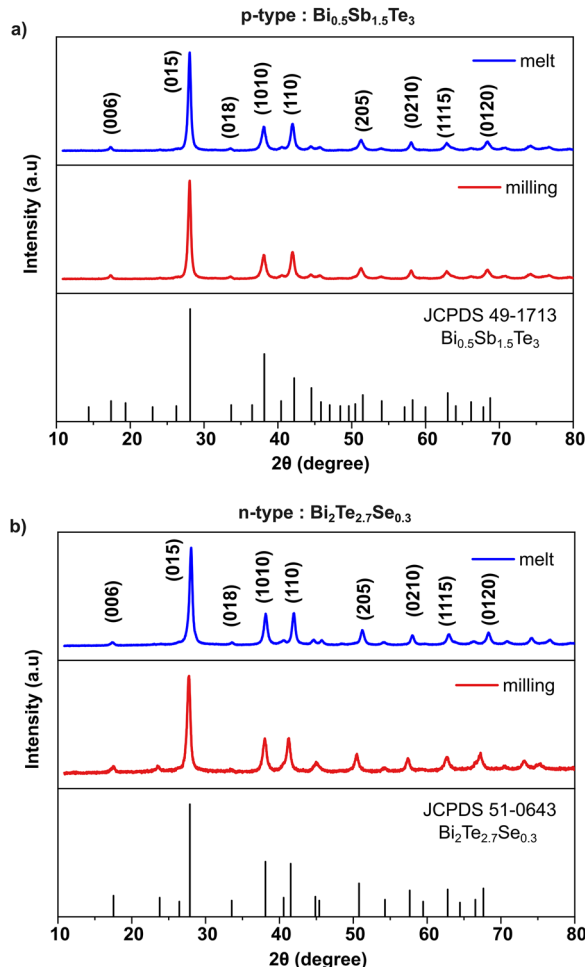 p-type : Bi₀.₅Sb₁.₅Te₃
a)
melt
(006)
(015)
(018)
(1010)
(110)
(205)
(0210)
(1115)
(0120)
milling
Intensity (a.u)
JCPDS 49-1713
Bi₀.₅Sb₁.₅Te₃
10 20 30 40 50 60 70 80
2θ (degree)
n-type : Bi₂Te₂.₇Se₀.₃
b)
melt
(006)
(015)
(018)
(1010)
(110)
(205)
(0210)
(1115)
(0120)
milling
Intensity (a.u)
JCPDS 51-0643
Bi₂Te₂.₇Se₀.₃
10 20 30 40 50 60 70 80
2θ (degree)